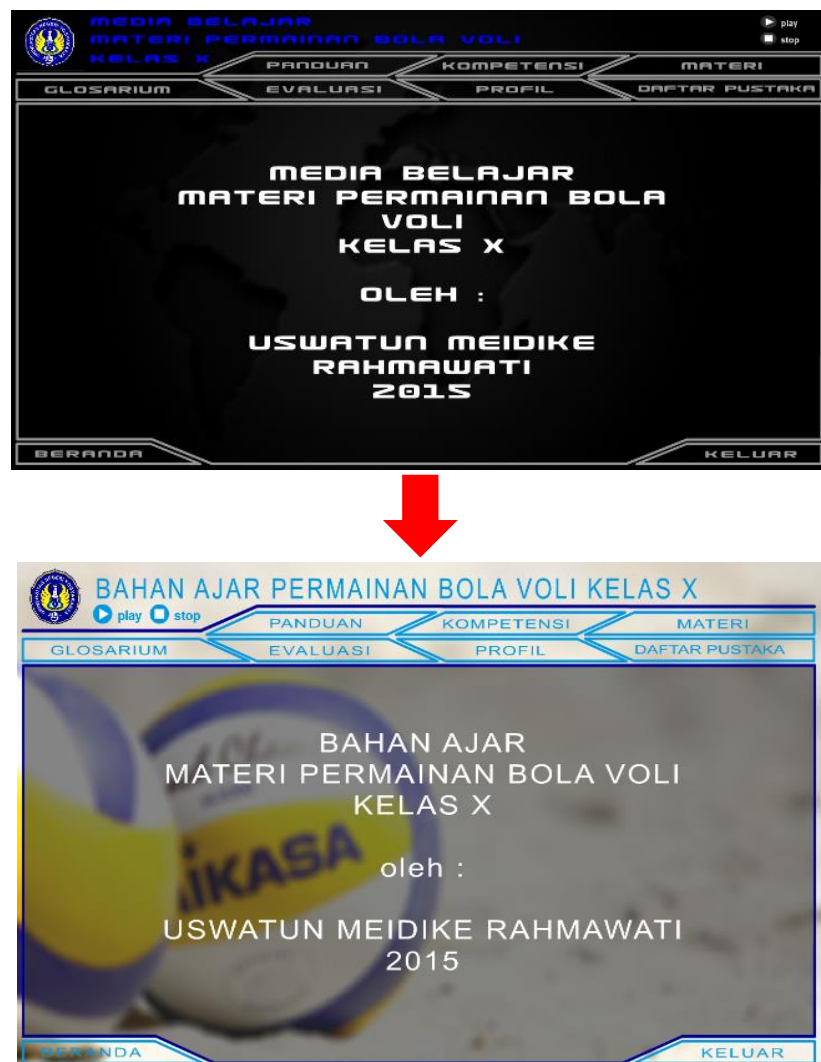 MEDIA BELAJAR
MATERI PERMAINAN BOLA VOLI
KELAS X
play
stop
PANDUAN KOMPETENSI MATERI
GLOSARIUM EVALUASI PROFIL DAFTAR PUSTAKA
MEDIA BELAJAR
MATERI PERMAINAN BOLA
VOLI
KELAS X
OLEH :
USWATUN MEIDIKE
RAHMAWATI
2015
BERANDA KELUAR
BAHAN AJAR PERMAINAN BOLA VOLI KELAS X
play stop
PANDUAN KOMPETENSI MATERI
GLOSARIUM EVALUASI PROFIL DAFTAR PUSTAKA
BAHAN AJAR
MATERI PERMAINAN BOLA VOLI
KELAS X
IKASA
oleh :
USWATUN MEIDIKE RAHMAWATI
2015
BERANDA KELUAR